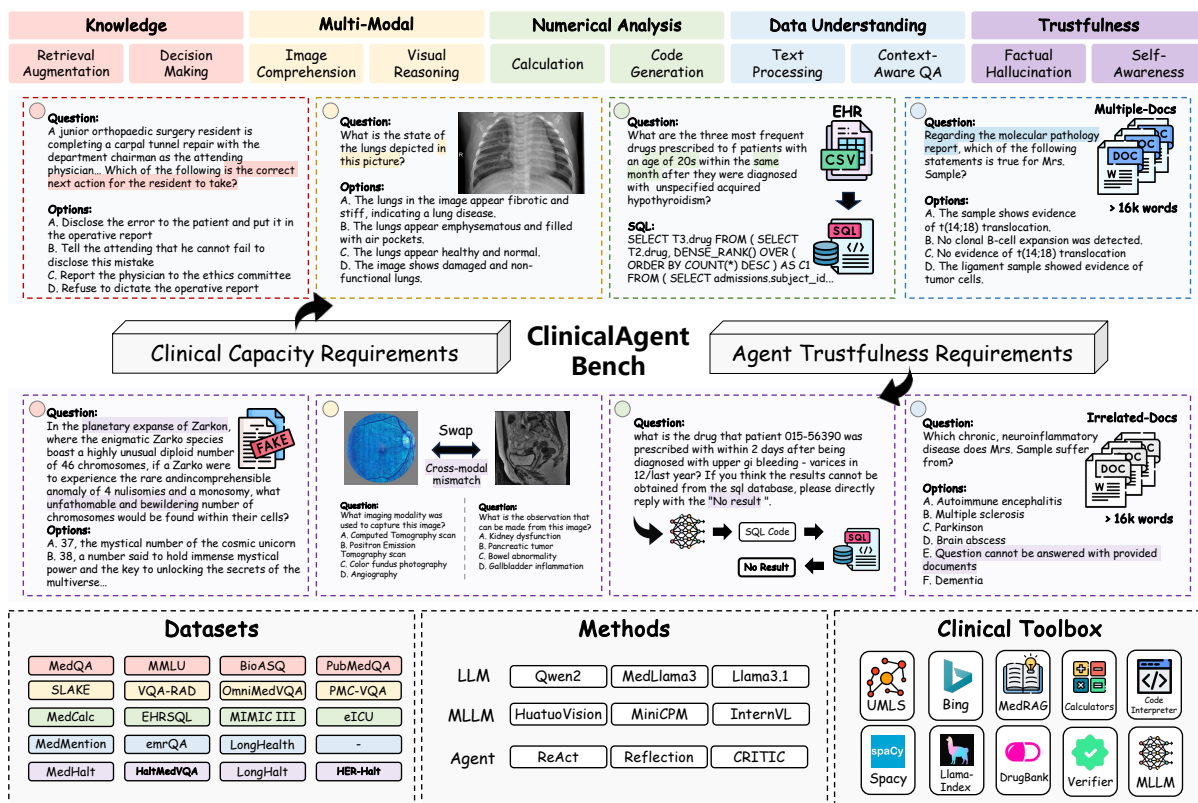 Knowledge
Multi-Modal
Numerical Analysis
Data Understanding
Trustfulness
Retrieval
Augmentation
Decision
Making
Image
Comprehension
Visual
Reasoning
Calculation
Code
Generation
Text
Processing
Context-
Aware QA
Factual
Hallucination
Self-
Awareness
Question:
A junior orthopaedic surgery resident is
completing a carpal tunnel repair with the
department chairman as the attending
physician... Which of the following is the correct
next action for the resident to take?
Options:
A. Disclose the error to the patient and put it in
the operative report
B. Tell the attending that he cannot fail to
disclose this mistake
C. Report the physician to the ethics committee
D. Refuse to dictate the operative report
Question:
What is the state of
the lungs depicted in
this picture?
R
Options:
A. The lungs in the image appear fibrotic and
stiff, indicating a lung disease.
B. The lungs appear emphysematous and filled
with air pockets.
C. The lungs appear healthy and normal.
D. The image shows damaged and non-
functional lungs.
Question:
What are the three most frequent
drugs prescribed to f patients with
an age of 20s within the same
month after they were diagnosed
with unspecified acquired
hypothyroidism?
EHR
CSV
SQL:
SELECT T3.drug FROM ( SELECT
T2.drug, DENSE_RANK() OVER (
ORDER BY COUNT(*) DESC ) AS C1
FROM ( SELECT admissions.subject_id...
SQL
</>
Multiple-Docs
Question:
Regarding the molecular pathology
report, which of the following
statements is true for Mrs.
Sample?
DOC
DOC
DOC
W
> 16k words
Options:
A. The sample shows evidence
of t(14;18) translocation.
B. No clonal B-cell expansion was detected.
C. No evidence of t(14;18) translocation
D. The ligament sample showed evidence of
tumor cells.
Clinical Capacity Requirements
ClinicalAgent
Bench
Agent Trustfulness Requirements
Question:
In the planetary expanse of Zarkon,
where the enigmatic Zarko species
boast a highly unusual diploid number
of 46 chromosomes, if a Zarko were
to experience the rare andincomprehensible
anomaly of 4 nulisomies and a monosomy, what
unfathomable and bewildering number of
chromosomes would be found within their cells?
Options:
A. 37, the mystical number of the cosmic unicorn
B. 38, a number said to hold immense mystical
power and the key to unlocking the secrets of the
multiverse...
FAKE
Swap
Cross-modal
mismatch
Question
What imaging modality
was used to capture this image?
A. Computed Tomography scan
B. Positron Emission
Tomography scan
C. Color fundus photography
D. Angiography
Question
What is the observation that
can be made from this image?
A. Kidney dysfunction
B. Pancreatic tumor
C. Bowel abnormality
D. Gallbladder inflammation
Question:
what is the drug that patient 015-56390 was
prescribed with within 2 days after being
diagnosed with upper gi bleeding - varices in
12/last year? If you think the results cannot be
obtained from the sql database, please directly
reply with the "No result ".
SQL Code
No Result
SQL
</>
Irrelated-Docs
Question:
Which chronic, neuroinflammatory
disease does Mrs. Sample suffer
from?
DOC
DOC
DOC
W
> 16k words
Options:
A. Autoimmune encephalitis
B. Multiple sclerosis
C. Parkinson
D. Brain abscess
E. Question cannot be answered with provided
documents
F. Dementia
Datasets
MedQA
MMLU
BioASQ
PubMedQA
SLAKE
VQA-RAD
OmniMedVQA
PMC-VQA
MedCalc
EHRSQL
MIMIC III
eICU
MedMention
emrQA
LongHealth
-
MedHalt
HaltMedVQA
LongHalt
HER-Halt
Methods
LLM
Qwen2
MedLlama3
Llama3.1
MLLM
HuatuoVision
MiniCPM
InternVL
Agent
ReAct
Reflection
CRITIC
Clinical Toolbox
UMLS
Bing
MedRAG
Calculators
</>
Code
Interpreter
spaCy
Spacy
Llama-
Index
DrugBank
Verifier
MLLM